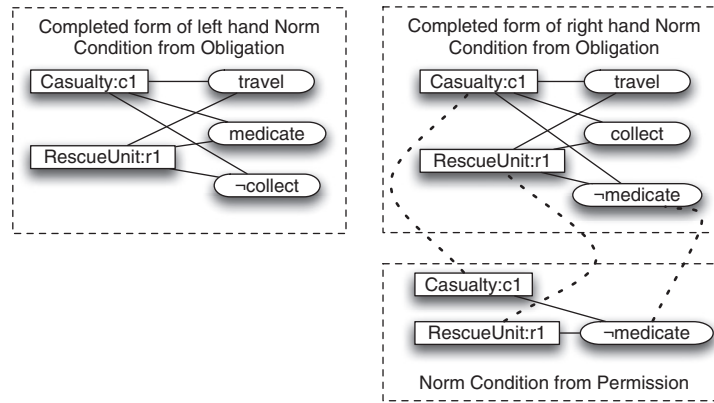 Completed form of left hand Norm
Condition from Obligation
Casualty:c1
travel
medicate
RescueUnit:r1
¬collect
Completed form of right hand Norm
Condition from Obligation
Casualty:c1
travel
collect
RescueUnit:r1
¬medicate
Casualty:c1
RescueUnit:r1
¬medicate
Norm Condition from Permission